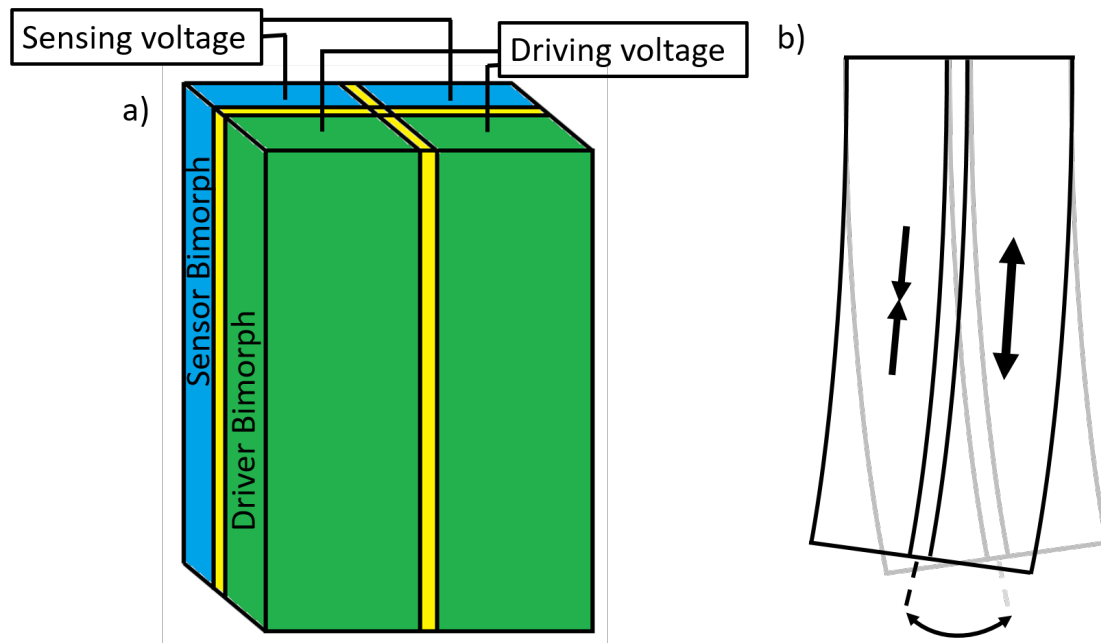 Sensing voltage
Driving voltage
a)
b)
Sensor Bimorph
Driver Bimorph